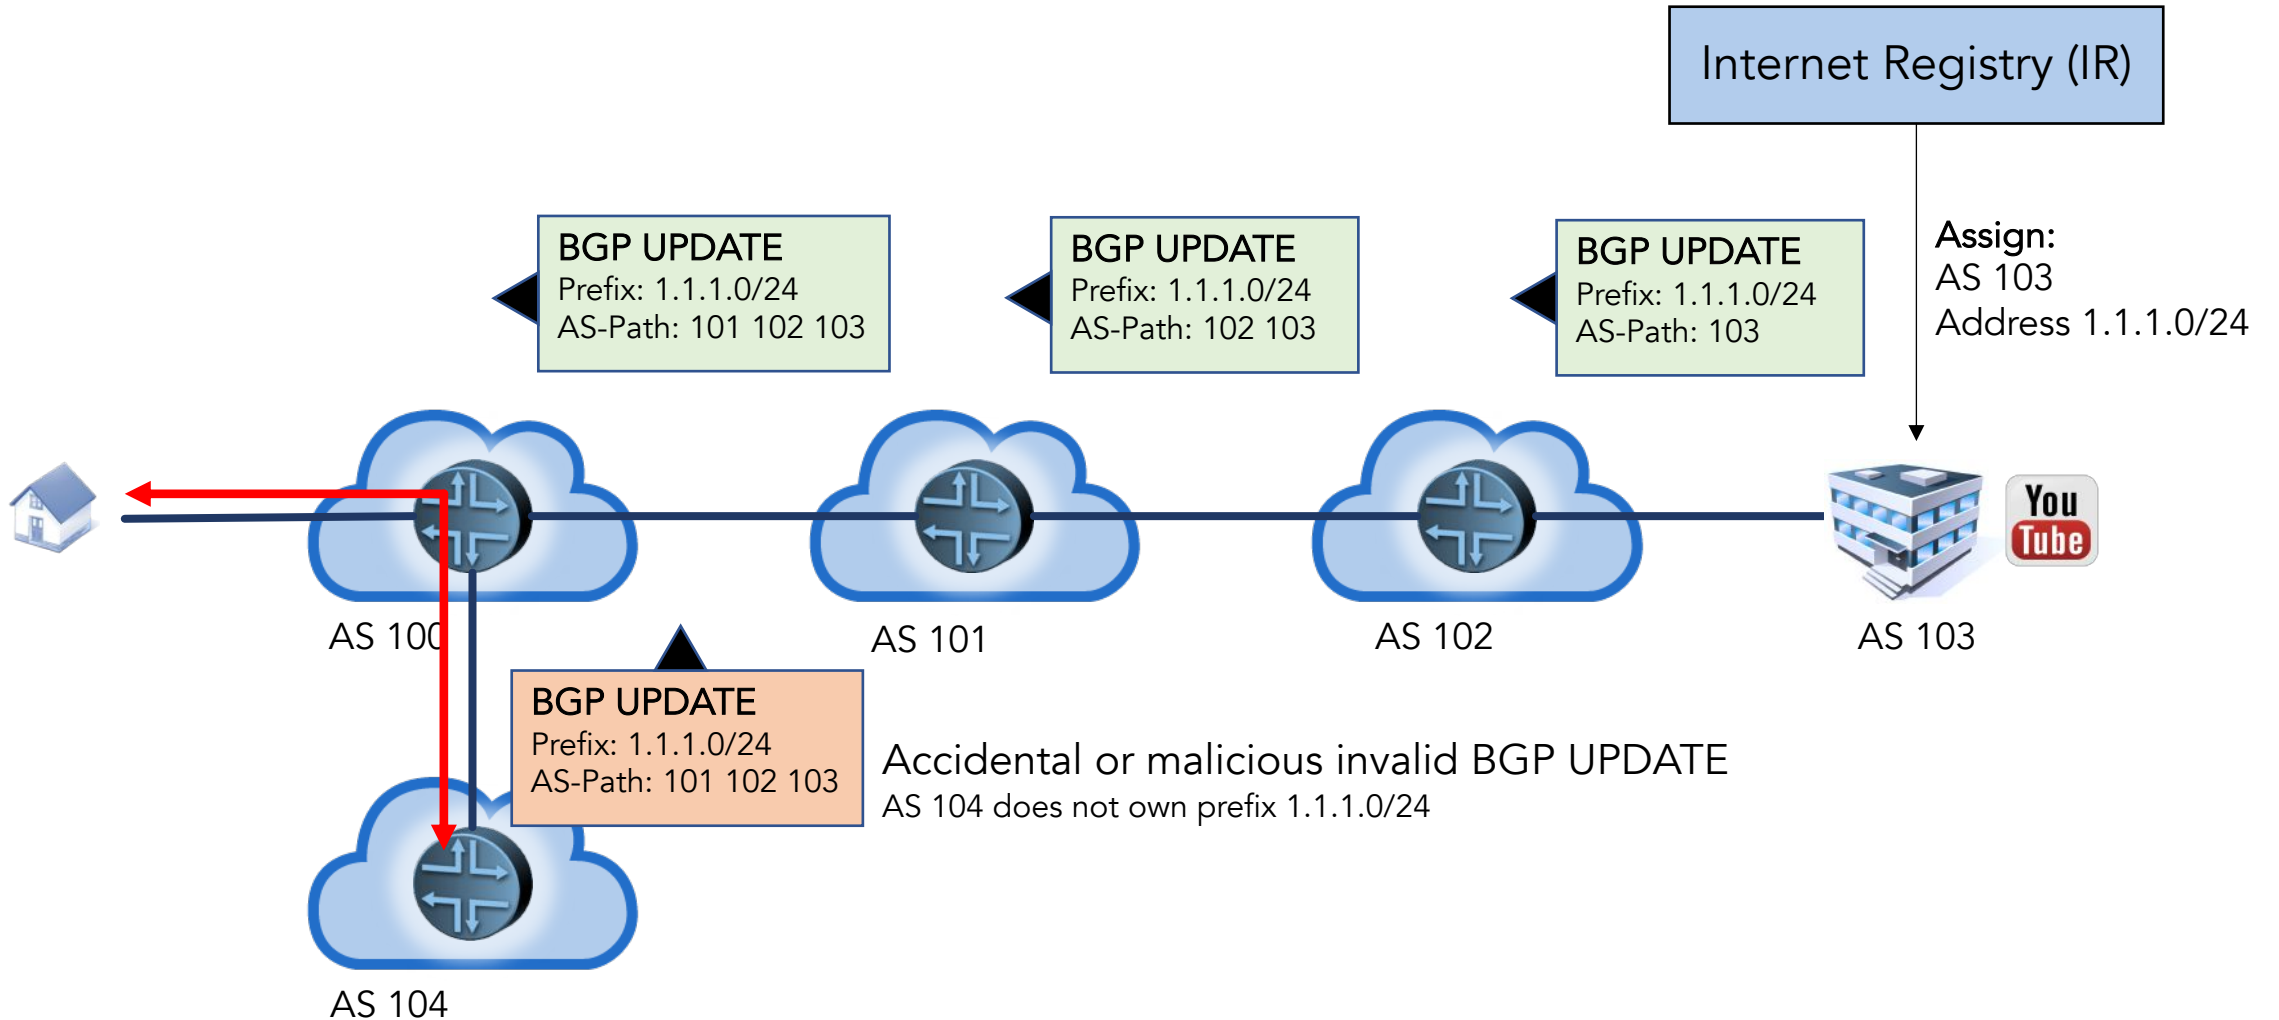 Internet Registry (IR)
Assign:
AS 103
Address 1.1.1.0/24
BGP UPDATE
Prefix: 1.1.1.0/24
AS-Path: 101 102 103
BGP UPDATE
Prefix: 1.1.1.0/24
AS-Path: 102 103
BGP UPDATE
Prefix: 1.1.1.0/24
AS-Path: 103
You
Tube
AS 100
AS 101
AS 102
AS 103
BGP UPDATE
Prefix: 1.1.1.0/24
AS-Path: 101 102 103
Accidental or malicious invalid BGP UPDATE
AS 104 does not own prefix 1.1.1.0/24
AS 104